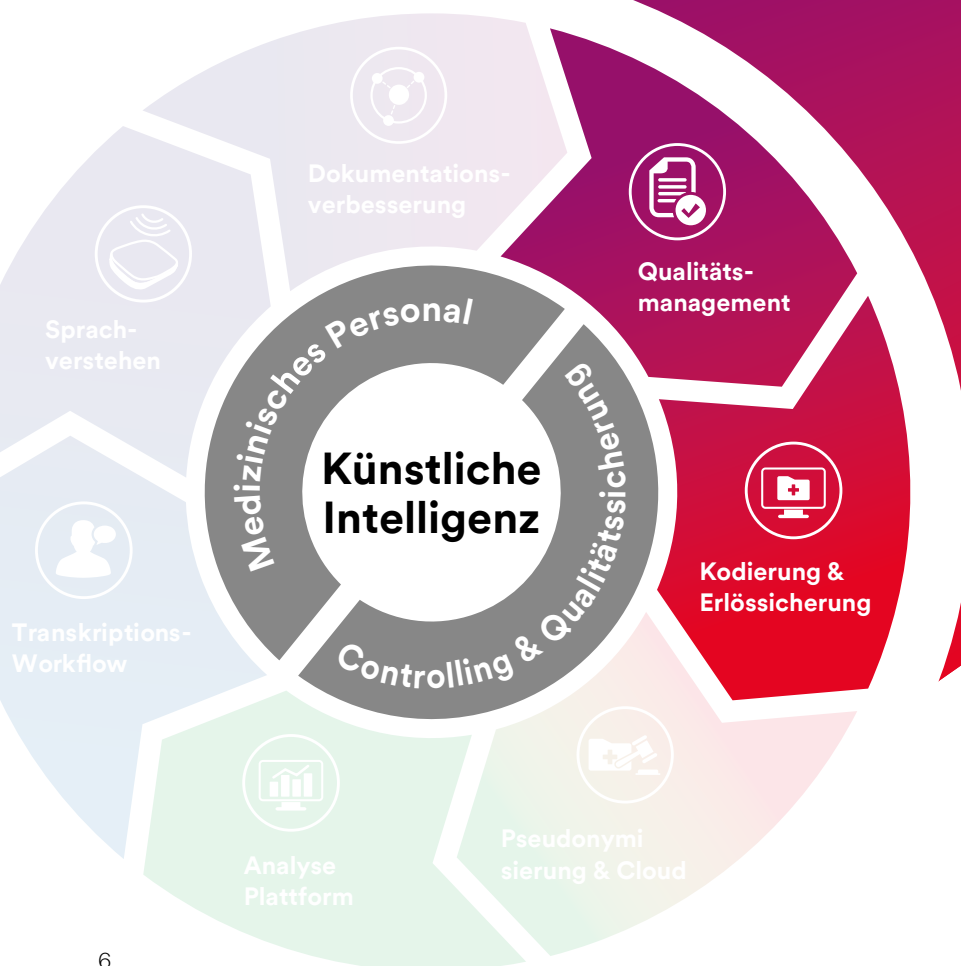 Dokumentations-
verbesserung
Qualitäts-
management
Sprach-
verstehen
Medizinisches Personal
Künstliche
Intelligenz
Controlling & Qualitätssicherung
Kodierung &
Erlössicherung
Transkriptions-
Workflow
Pseudonymi
sierung & Cloud
Analyse
Plattform
6